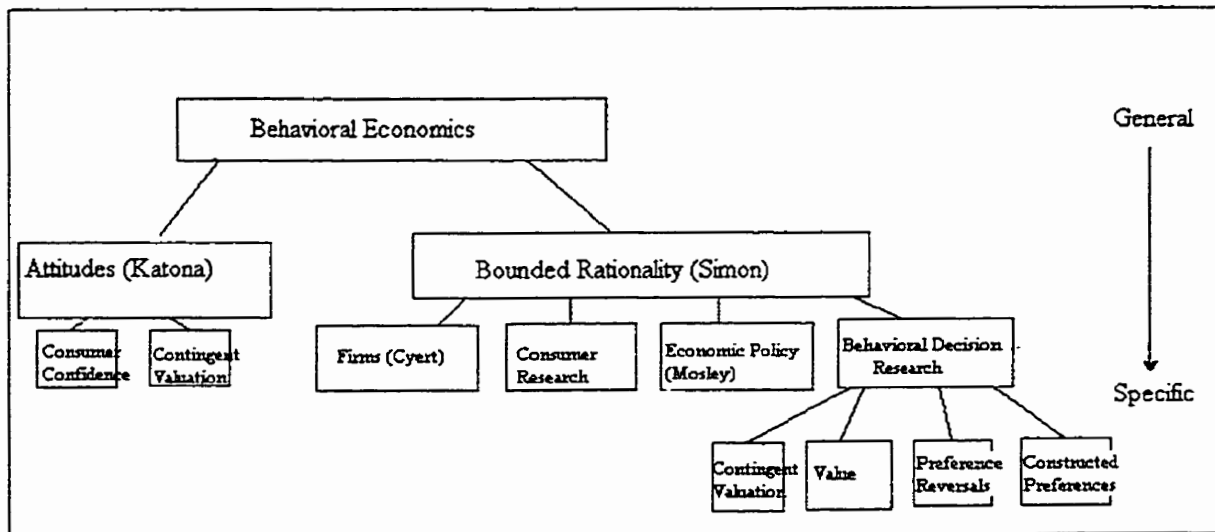 Behavioral Economics
General
Attitudes (Katona)
Bounded Rationality (Simon)
Consumer
Confidence
Contingent
Valuation
Firms (Cyert)
Consumer
Research
Economic Policy
(Mosley)
Behavioral Decision
Research
Specific
Contingent
Valuation
Value
Preference
Reversals
Constructed
Preferences